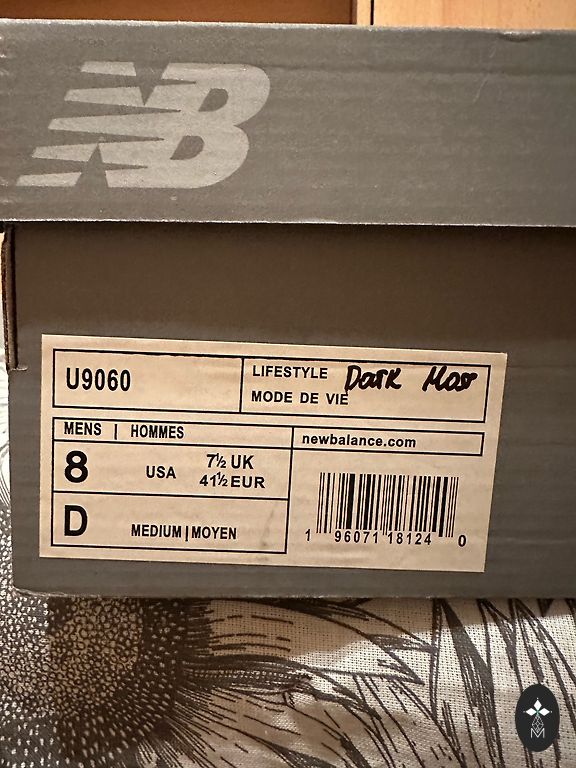 NB
U9060
LIFESTYLE Dark Moss
MODE DE VIE
MENS | HOMMES
newbalance.com
8 USA 7½ UK
41½ EUR
D MEDIUM | MOYEN
1 96071 18124 0
M